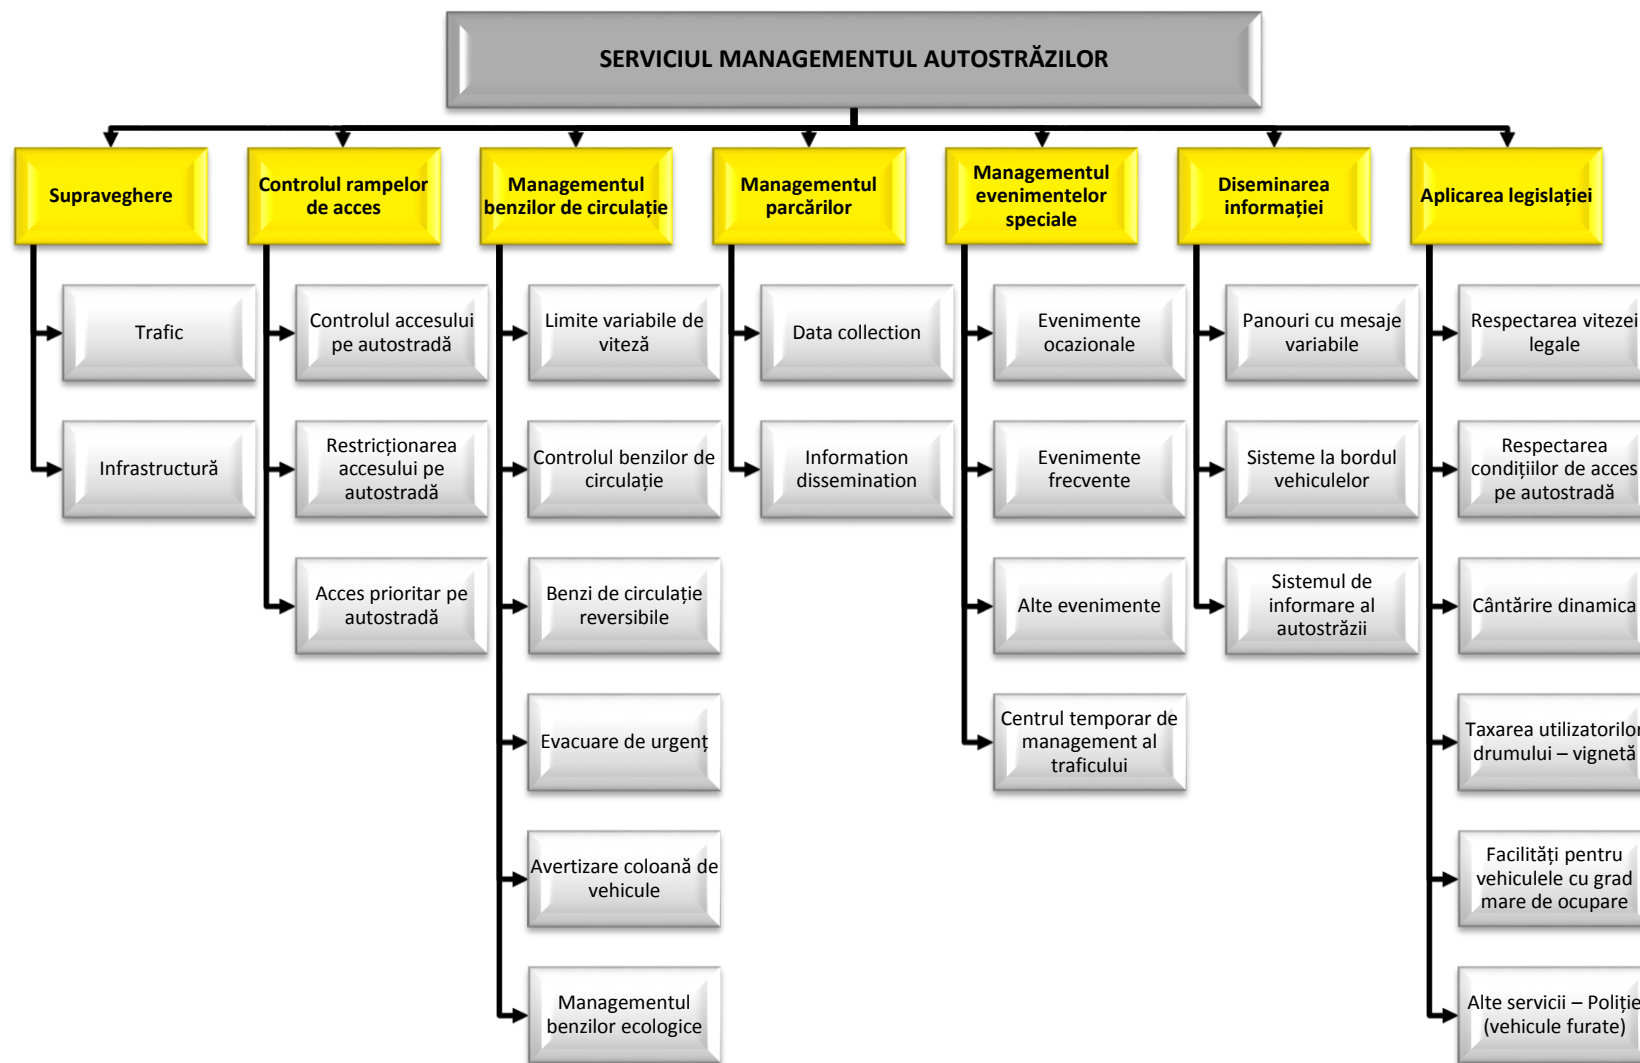 SERVICIUL MANAGEMENTUL AUTOSTRĂZILOR
Supraveghere
Trafic
Infrastructură
Controlul rampelor
de acces
Controlul accesului
pe autostradă
Restricționarea
accesului pe
autostradă
Acces prioritar pe
autostradă
Managementul
benzilor de circulație
Limite variabile de
viteză
Controlul benzilor de
circulație
Benzi de circulație
reversibile
Evacuare de urgenț
Avertizare coloană de
vehicule
Managementul
benzilor ecologice
Managementul
parcărilor
Data collection
Information
dissemination
Managementul
evenimentelor
speciale
Evenimente
ocazionale
Evenimente
frecvente
Alte evenimente
Centrul temporar de
management al
traficului
Diseminarea
informației
Panouri cu mesaje
variabile
Sisteme la bordul
vehiculelor
Sistemul de
informare al
autostrăzii
Aplicarea legislației
Respectarea vitezei
legale
Respectarea
condițiilor de acces
pe autostradă
Cântărire dinamica
Taxarea utilizatorilor
drumului – vignetă
Facilități pentru
vehiculele cu grad
mare de ocupare
Alte servicii – Poliție
(vehicule furate)